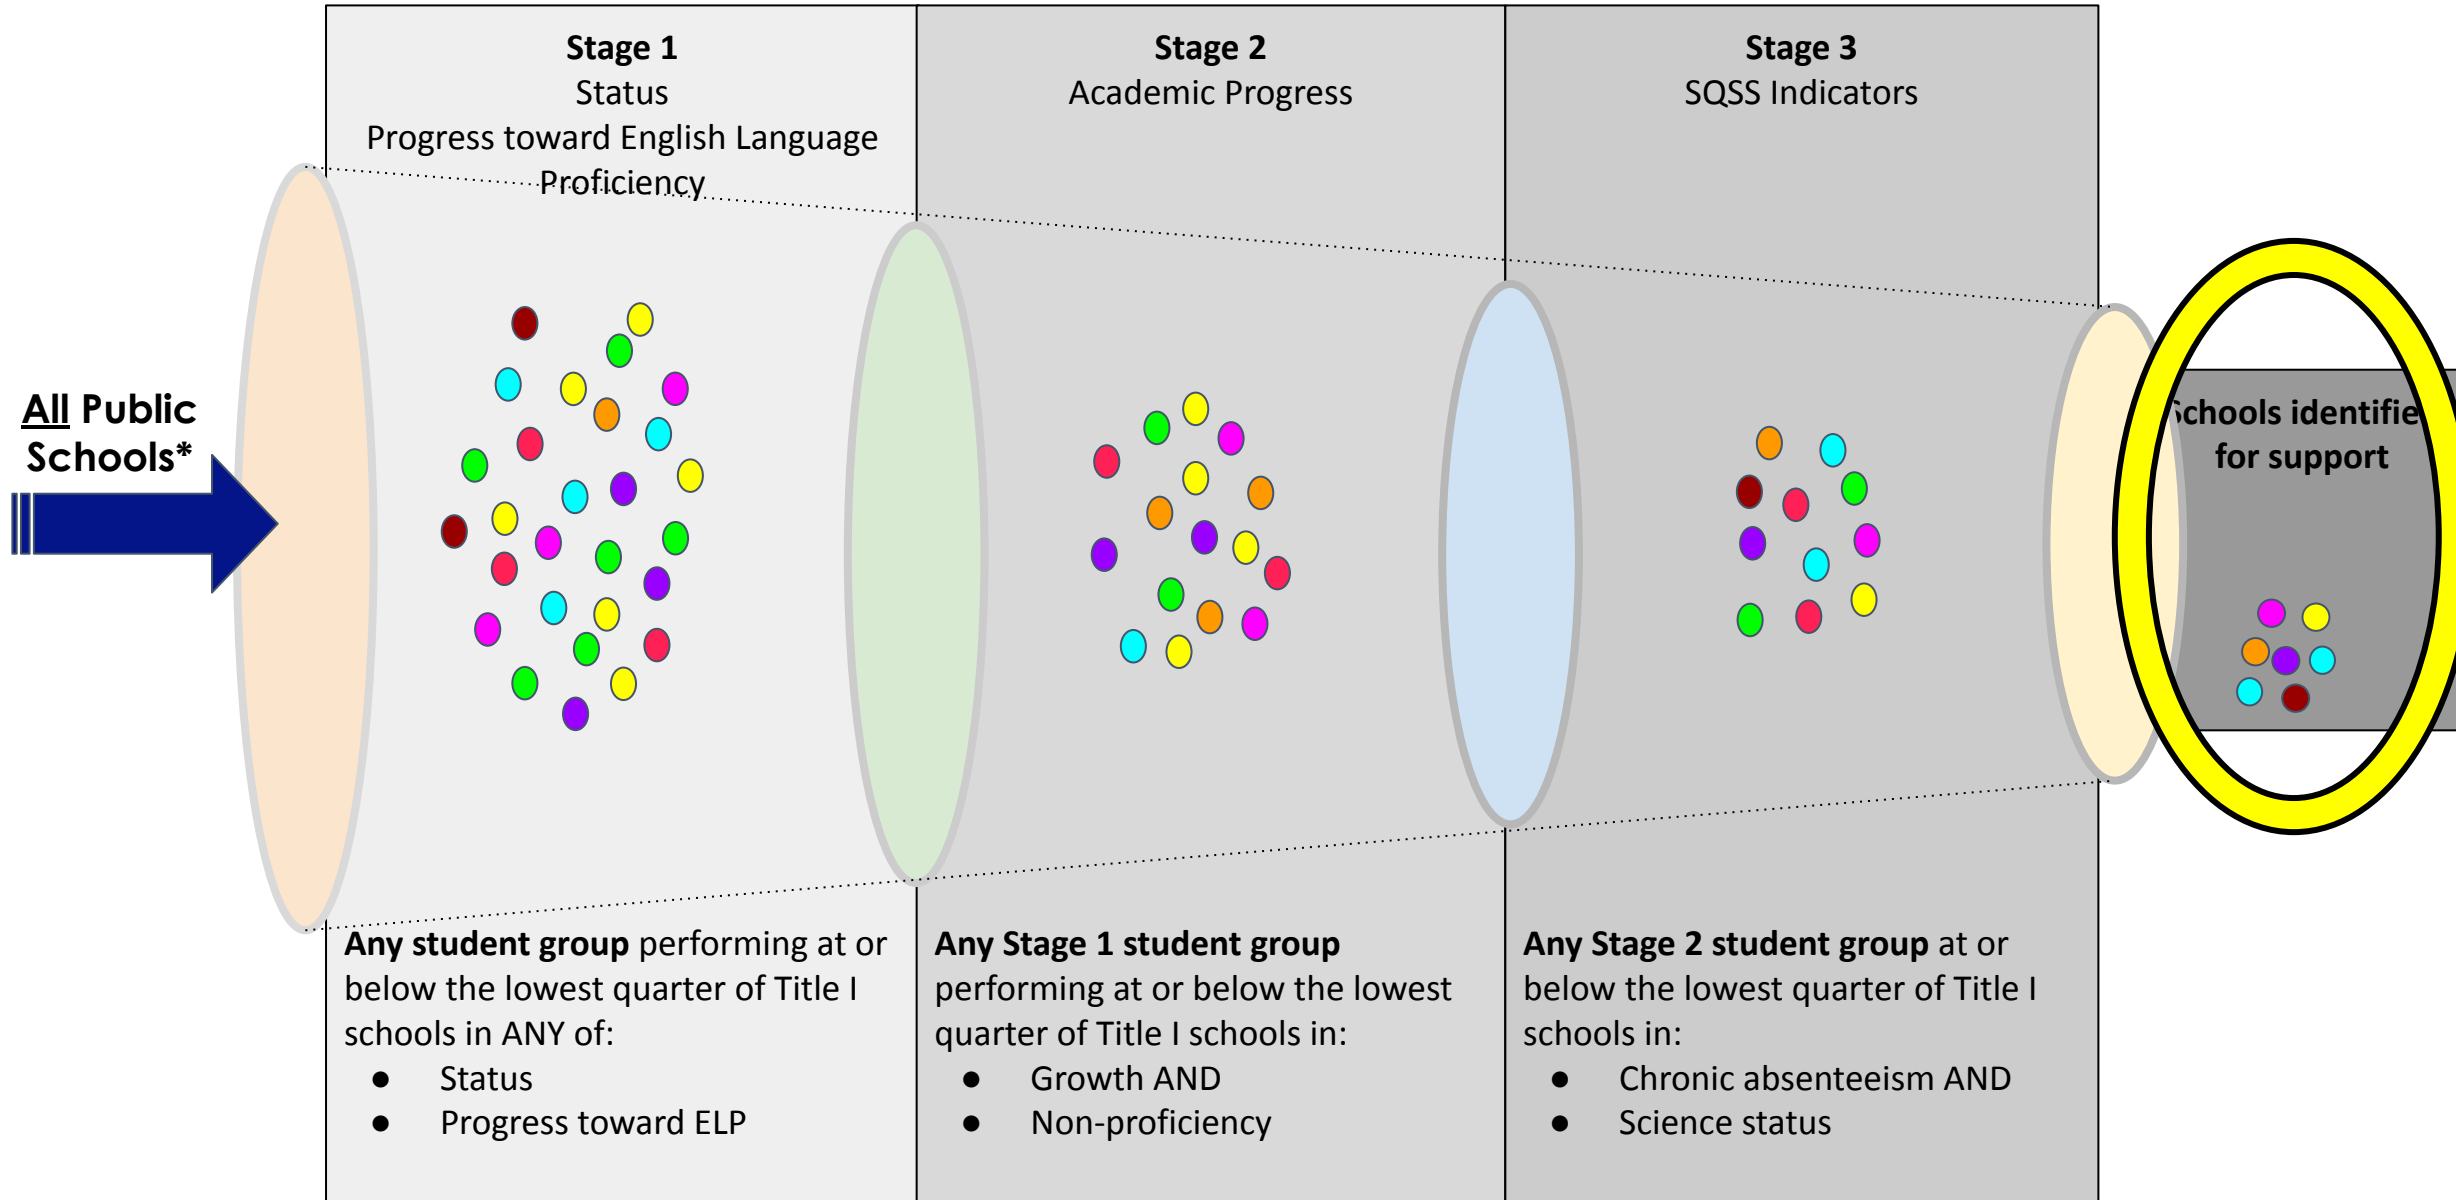 All Public
Schools*
Stage 1
Status
Progress toward English Language
Proficiency
Any student group performing at or
below the lowest quarter of Title I
schools in ANY of:
● Status
● Progress toward ELP
Stage 2
Academic Progress
Any Stage 1 student group
performing at or below the lowest
quarter of Title I schools in:
● Growth AND
● Non-proficiency
Stage 3
SQSS Indicators
Any Stage 2 student group at or
below the lowest quarter of Title I
schools in:
● Chronic absenteeism AND
● Science status
Schools identifie
for support